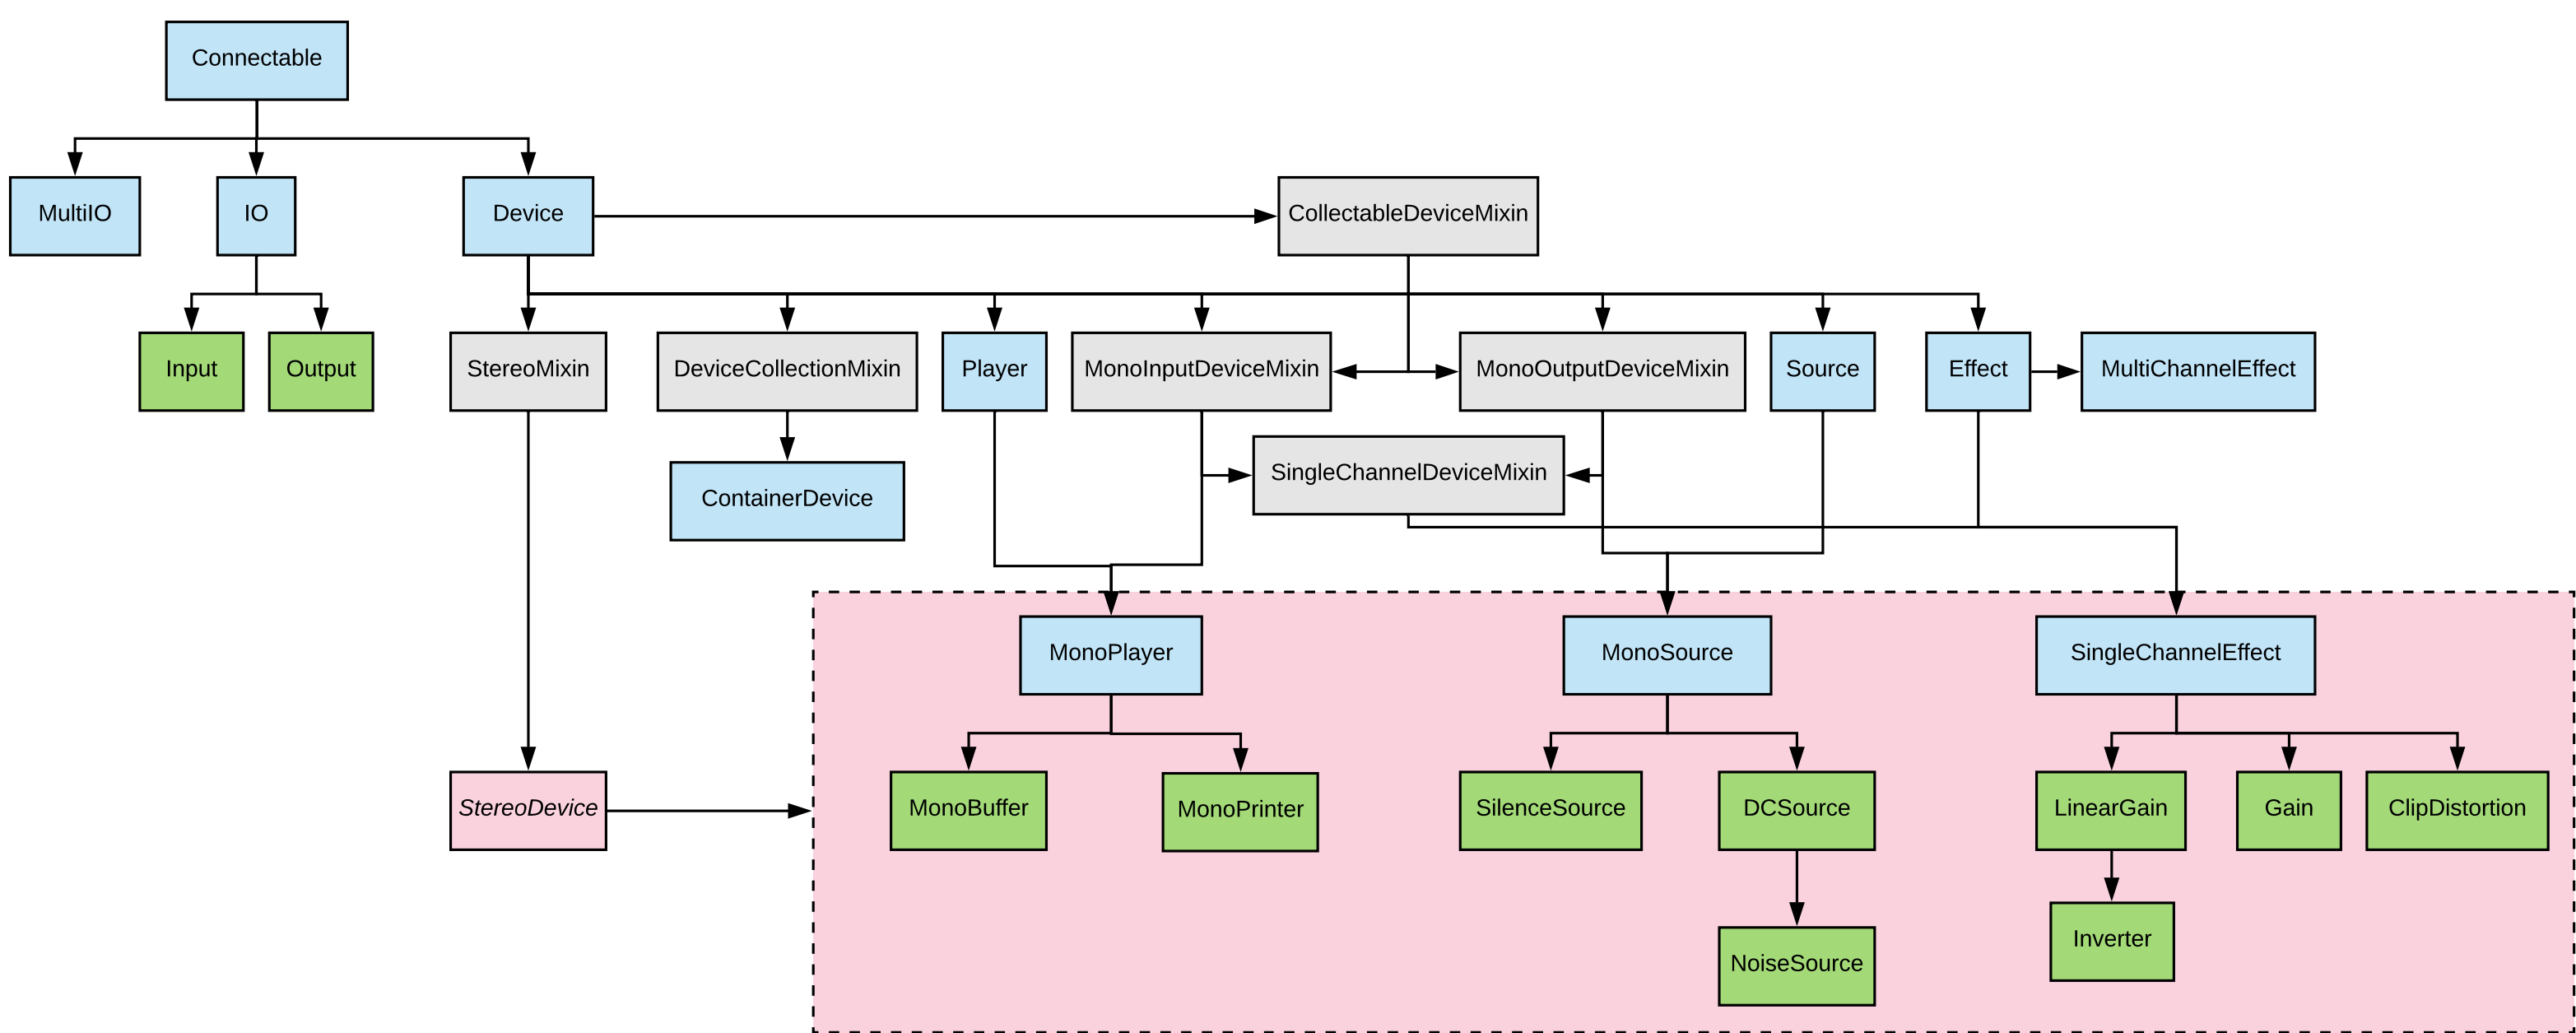 Connectable
MultiIO
IO
Device
CollectableDeviceMixin
Input
Output
StereoMixin
DeviceCollectionMixin
Player
MonoInputDeviceMixin
MonoOutputDeviceMixin
Source
Effect
MultiChannelEffect
SingleChannelDeviceMixin
ContainerDevice
MonoPlayer
MonoSource
SingleChannelEffect
StereoDevice
MonoBuffer
MonoPrinter
SilenceSource
DCSource
LinearGain
Gain
ClipDistortion
Inverter
NoiseSource